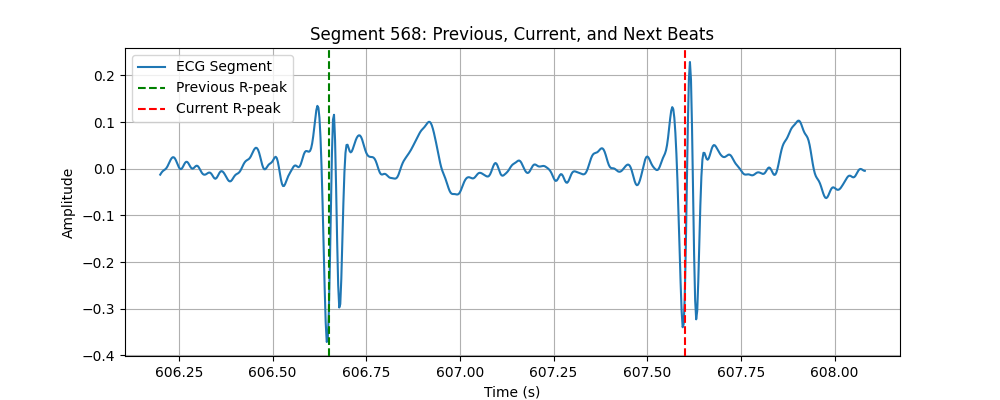 Segment 568: Previous, Current, and Next Beats
ECG Segment
Previous R-peak
Current R-peak
Amplitude
0.2
0.1
0.0
−0.1
−0.2
−0.3
−0.4
606.25 606.50 606.75 607.00 607.25 607.50 607.75 608.00
Time (s)